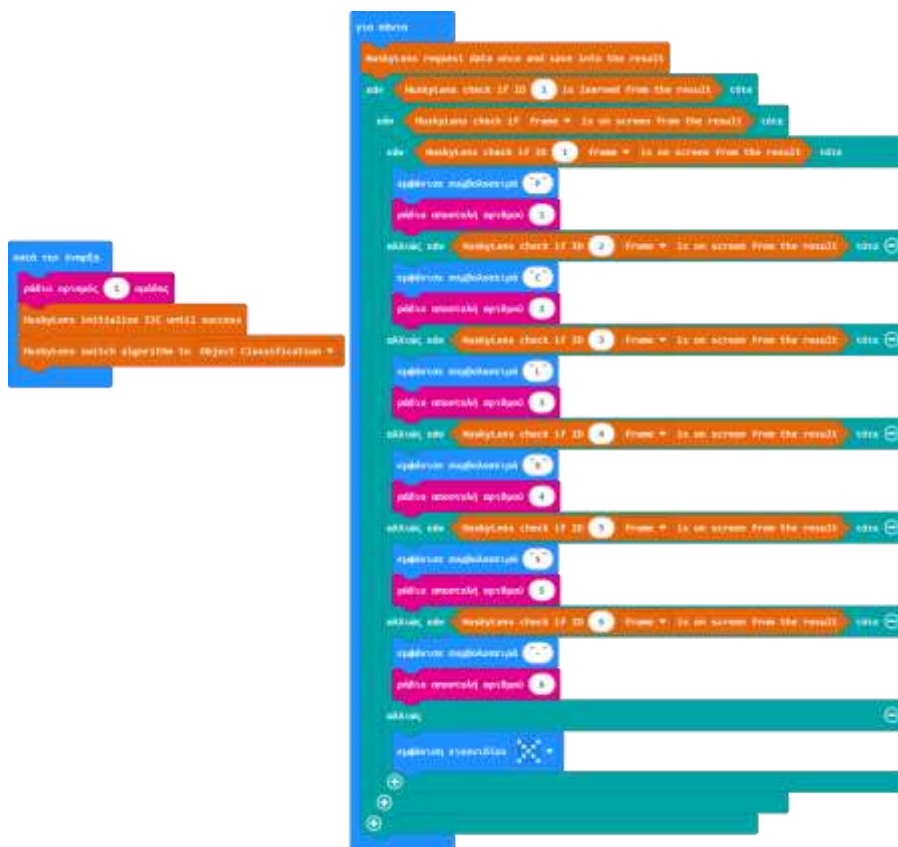 κατά την έναρξη
ράδιο ορισμός 1 ομάδας
HuskyLens initialize I2C until success
HuskyLens switch algorithm to Object Classification
για πάντα
HuskyLens request data once and save into the result
εάν HuskyLens check if ID 1 is learned from the result τότε
εάν HuskyLens check if frame is on screen from the result τότε
εάν HuskyLens check if ID 1 frame is on screen from the result τότε
εμφάνισε συμβολοσειρά "P"
ράδιο αποστολή αριθμού 1
αλλιώς εάν HuskyLens check if ID 2 frame is on screen from the result τότε
εμφάνισε συμβολοσειρά "C"
ράδιο αποστολή αριθμού 2
αλλιώς εάν HuskyLens check if ID 3 frame is on screen from the result τότε
εμφάνισε συμβολοσειρά "L"
ράδιο αποστολή αριθμού 3
αλλιώς εάν HuskyLens check if ID 4 frame is on screen from the result τότε
εμφάνισε συμβολοσειρά
ράδιο αποστολή αριθμού 4
αλλιώς εάν HuskyLens check if ID 5 frame is on screen from the result τότε
εμφάνισε συμβολοσειρά
ράδιο αποστολή αριθμού 5
αλλιώς εάν HuskyLens check if ID 6 frame is on screen from the result τότε
εμφάνισε συμβολοσειρά "-"
ράδιο αποστολή αριθμού 6
αλλιώς
εμφάνιση εικονιδίου